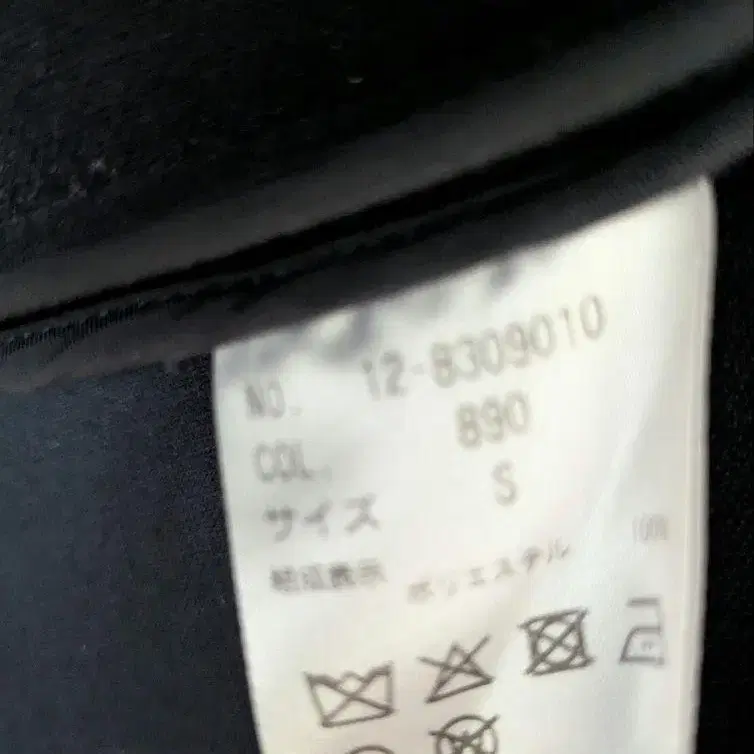 NO. 12-8309010
COL. 890
サイズ S
組成表示 ポリエステル 100%